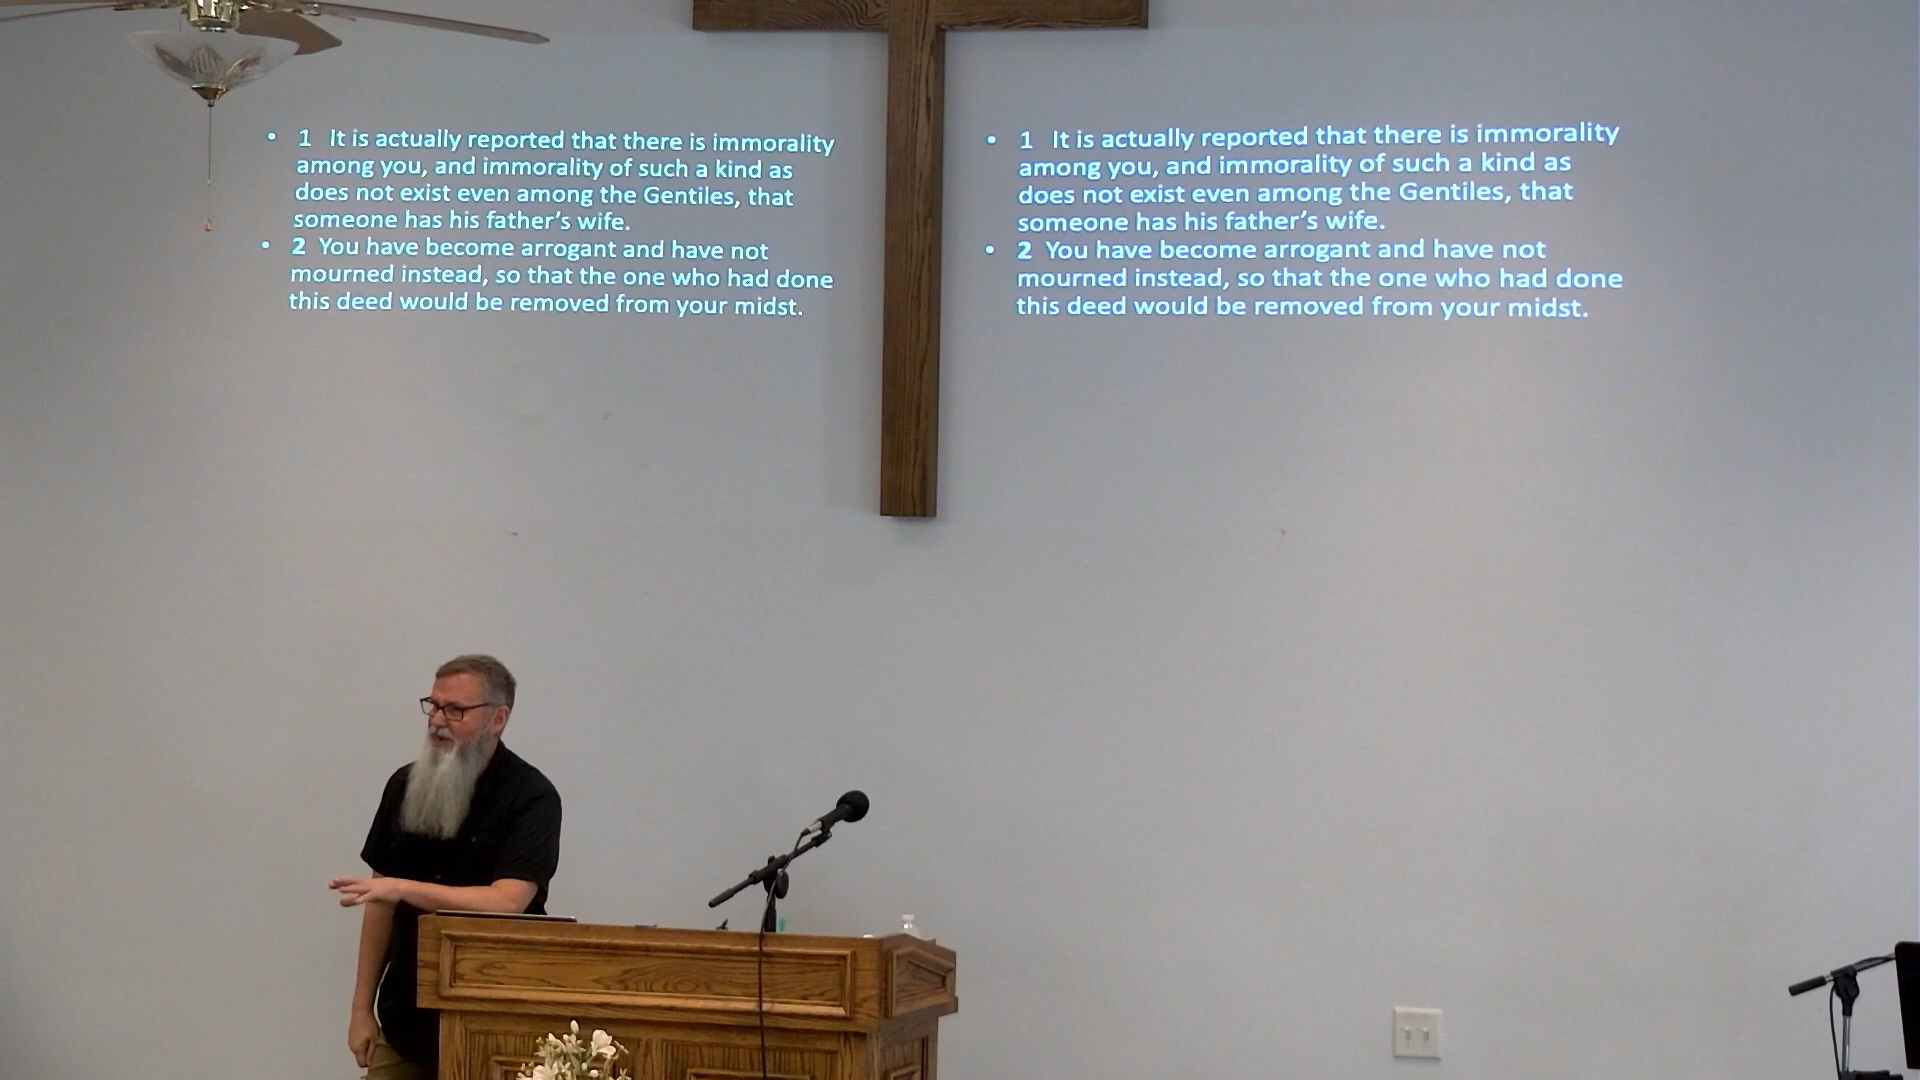 • 1 It is actually reported that there is immorality
among you, and immorality of such a kind as
does not exist even among the Gentiles, that
someone has his father's wife.
• 2 You have become arrogant and have not
mourned instead, so that the one who had done
this deed would be removed from your midst.
• 1 It is actually reported that there is immorality
among you, and immorality of such a kind as
does not exist even among the Gentiles, that
someone has his father's wife.
• 2 You have become arrogant and have not
mourned instead, so that the one who had done
this deed would be removed from your midst.